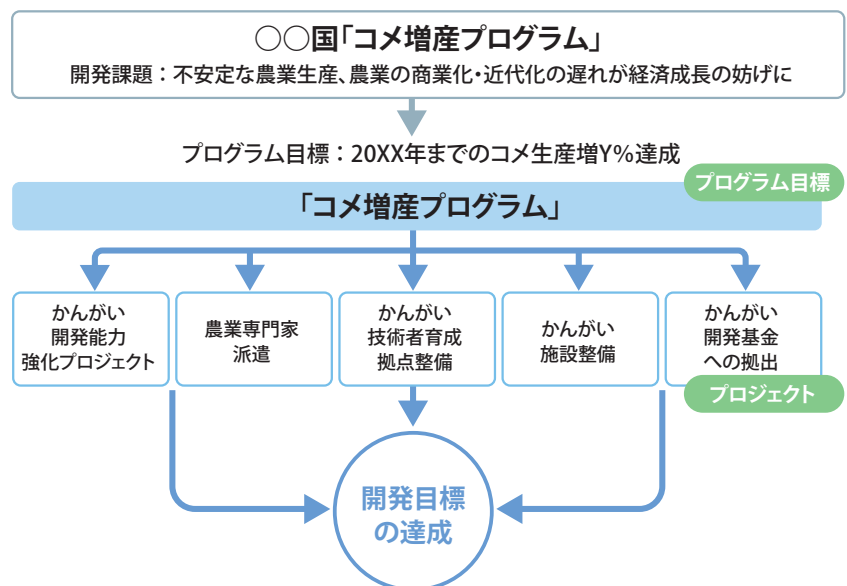 〇〇国「コメ増産プログラム」
開発課題：不安定な農業生産、農業の商業化・近代化の遅れが経済成長の妨げに
プログラム目標：20XX年までのコメ生産増Y％達成
プログラム目標
「コメ増産プログラム」
かんがい
開発能力
強化プロジェクト
農業専門家
派遣
かんがい
技術者育成
拠点整備
かんがい
施設整備
かんがい
開発基金
への拠出
プロジェクト
開発目標
の達成